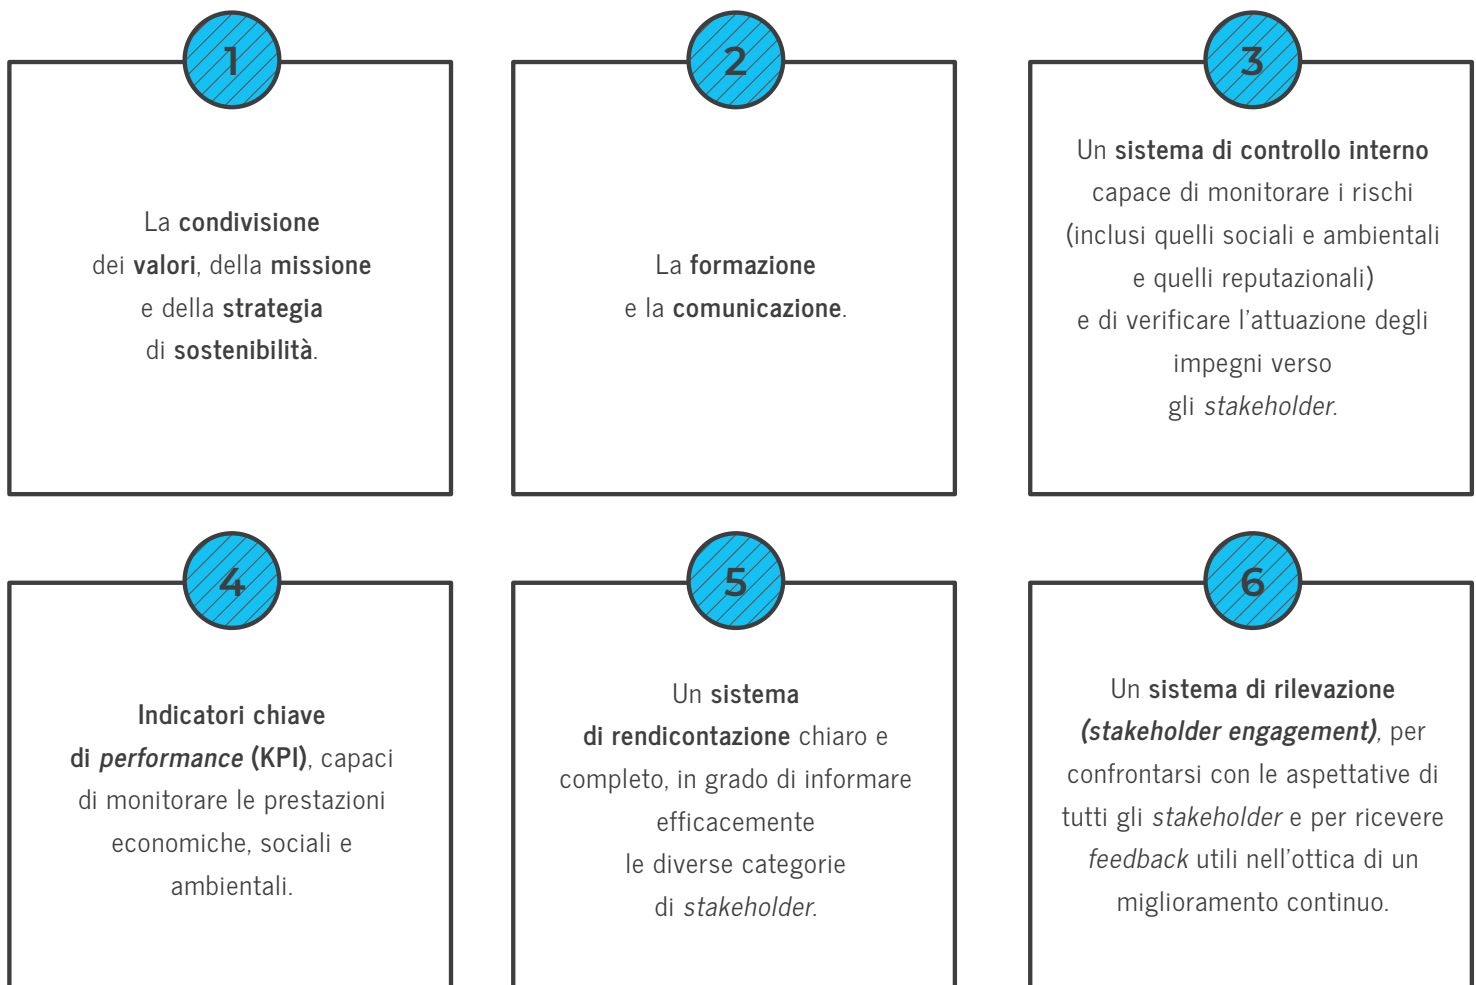 1
La condivisione
dei valori, della missione
e della strategia
di sostenibilità.
2
La formazione
e la comunicazione.
3
Un sistema di controllo interno
capace di monitorare i rischi
(inclusi quelli sociali e ambientali
e quelli reputazionali)
e di verificare l'attuazione degli
impegni verso
gli stakeholder.
4
Indicatori chiave
di performance (KPI), capaci
di monitorare le prestazioni
economiche, sociali e
ambientali.
5
Un sistema
di rendicontazione chiaro e
completo, in grado di informare
efficacemente
le diverse categorie
di stakeholder.
6
Un sistema di rilevazione
(stakeholder engagement), per
confrontarsi con le aspettative di
tutti gli stakeholder e per ricevere
feedback utili nell'ottica di un
miglioramento continuo.